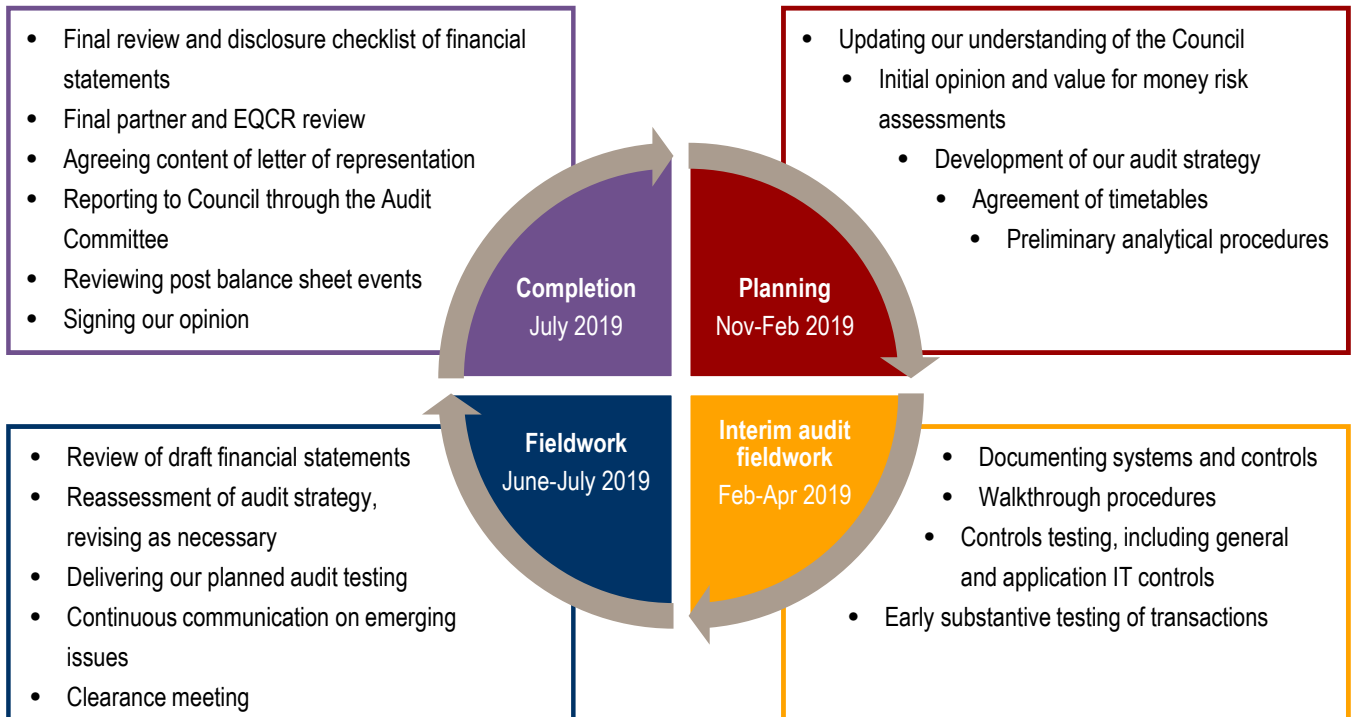 • Final review and disclosure checklist of financial
statements
• Final partner and EQCR review
• Agreeing content of letter of representation
• Reporting to Council through the Audit
Committee
• Reviewing post balance sheet events
• Signing our opinion
• Updating our understanding of the Council
• Initial opinion and value for money risk
assessments
• Development of our audit strategy
• Agreement of timetables
• Preliminary analytical procedures
Completion
July 2019
Planning
Nov-Feb 2019
Fieldwork
June-July 2019
Interim audit
fieldwork
Feb-Apr 2019
• Review of draft financial statements
• Reassessment of audit strategy,
revising as necessary
• Delivering our planned audit testing
• Continuous communication on emerging
issues
• Clearance meeting
• Documenting systems and controls
• Walkthrough procedures
• Controls testing, including general
and application IT controls
• Early substantive testing of transactions